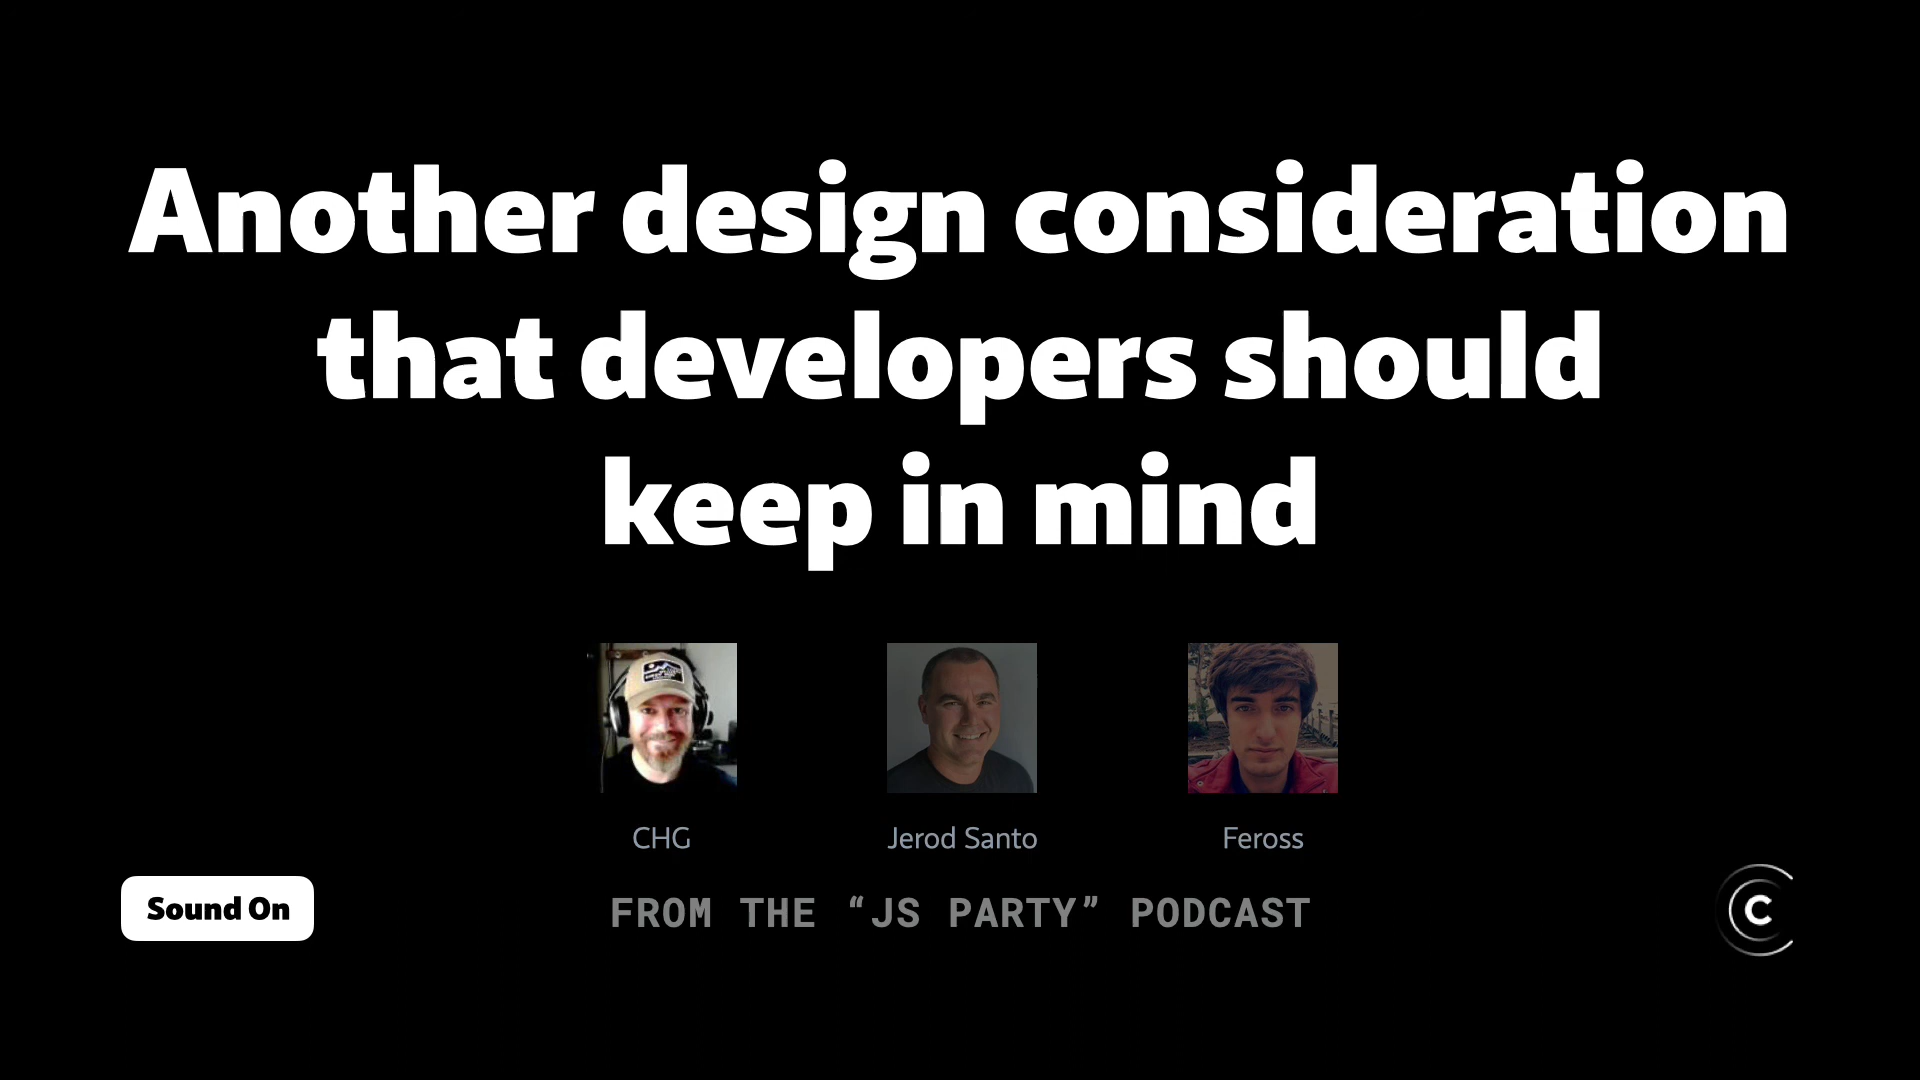 Another design consideration
that developers should
keep in mind
CHG
Jerod Santo
Feross
Sound On
FROM THE “JS PARTY” PODCAST
C